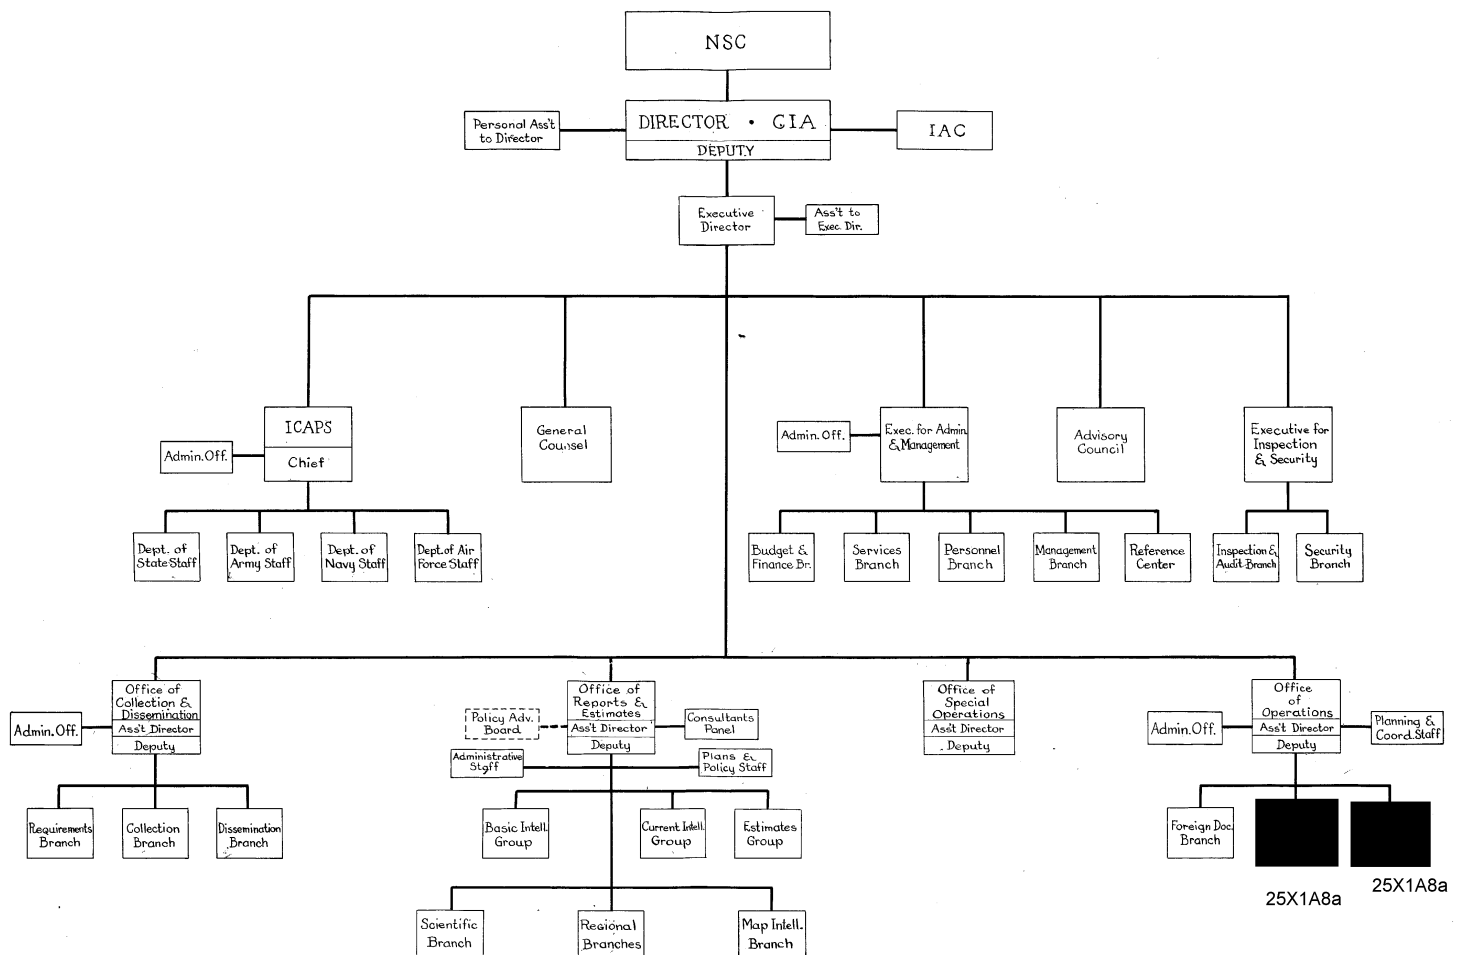 NSC
Personal Ass't
to Director
DIRECTOR · CIA
DEPUTY
IAC
Executive
Director
Ass't to
Exec. Dir.
ICAPS
Chief
Admin. Off.
General
Counsel
Admin. Off.
Exec. for Admin.
& Management
Advisory
Council
Executive for
Inspection
& Security
Dept. of
State Staff
Dept. of
Army Staff
Dept. of
Navy Staff
Dept. of Air
Force Staff
Budget &
Finance Br.
Services
Branch
Personnel
Branch
Management
Branch
Reference
Center
Inspection &
Audit Branch
Security
Branch
Admin. Off.
Office of
Collection &
Dissemination
Ass't Director
Deputy
Policy Adv.
Board
Office of
Reports &
Estimates
Ass't Director
Deputy
Consultants
Panel
Administrative
Staff
Plans &
Policy Staff
Office of
Special
Operations
Ass't Director
Deputy
Admin. Off.
Office
of
Operations
Ass't Director
Deputy
Planning &
Coord. Staff
Requirements
Branch
Collection
Branch
Dissemination
Branch
Basic Intell.
Group
Current Intell.
Group
Estimates
Group
Foreign Doc.
Branch
25X1A8a
25X1A8a
Scientific
Branch
Regional
Branches
Map Intell.
Branch